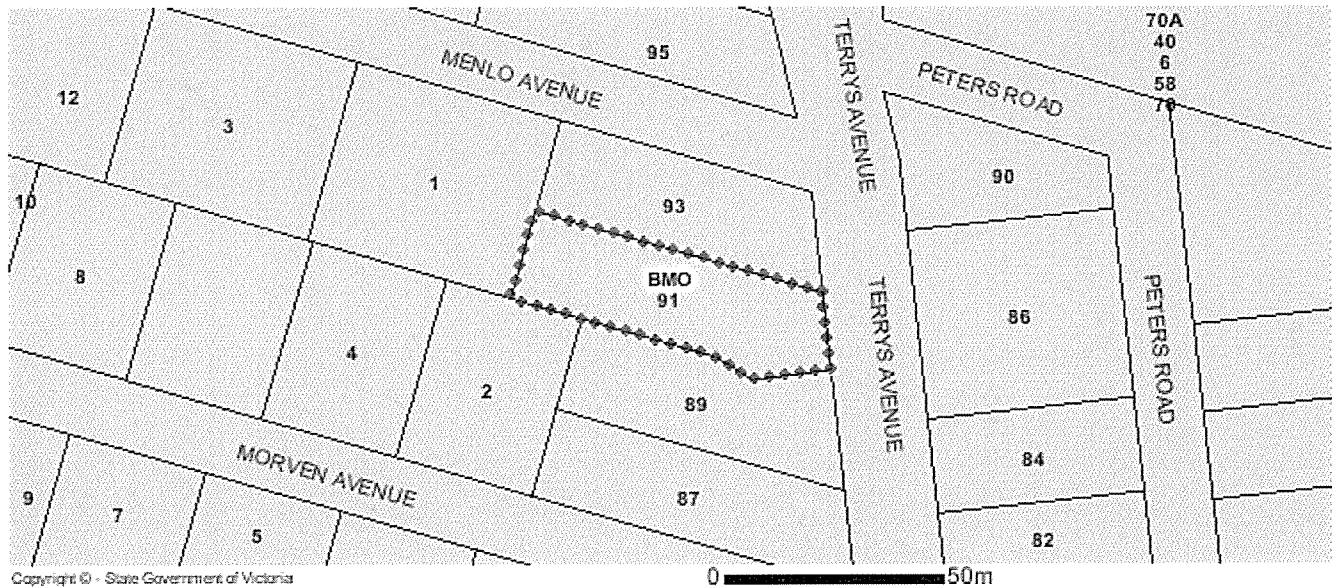 70A
40
6
58
78
95
MENLO AVENUE
TERRYS AVENUE
PETERS ROAD
12
3
1
93
90
10
8
BMO
91
TERRYS AVENUE
86
PETERS ROAD
4
2
89
84
MORVEN AVENUE
87
9
7
5
82
Copyright © - State Government of Victoria
0 50m